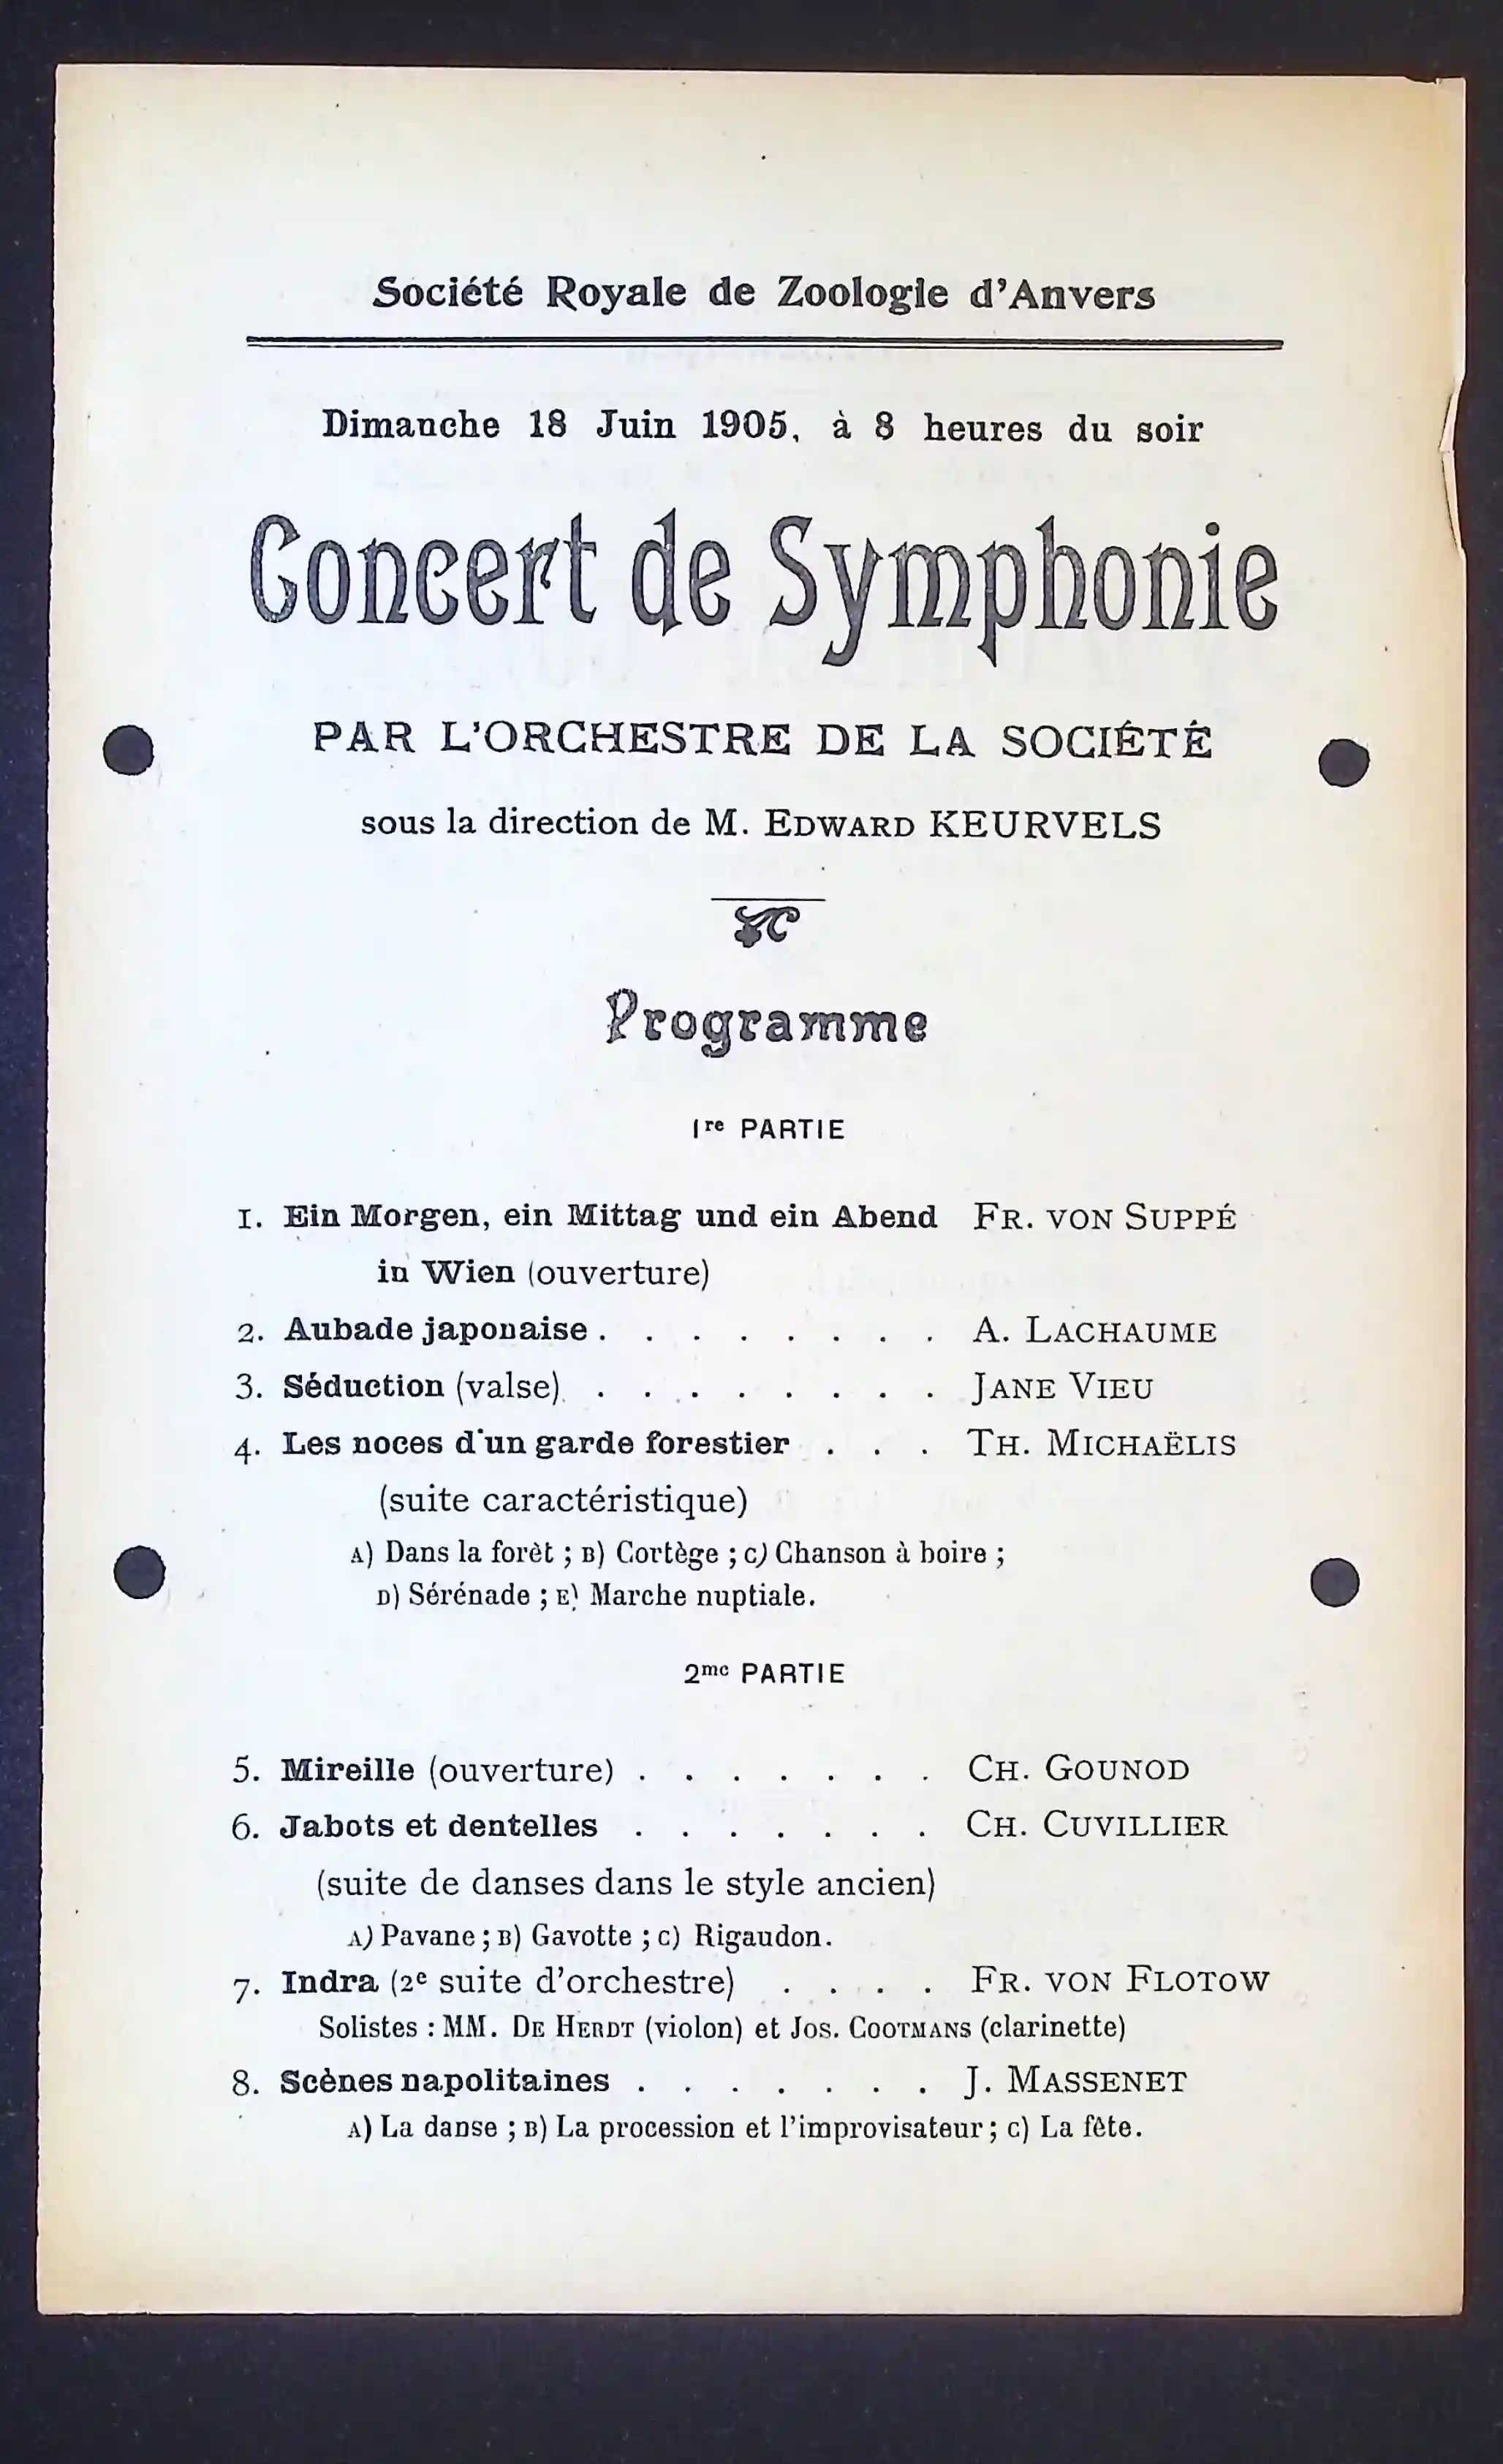 Société Royale de Zoologie d'Anvers
Dimanche 18 Juin 1905, à 8 heures du soir
Concert de Symphonie
PAR L'ORCHESTRE DE LA SOCIÉTÉ
sous la direction de M. EDWARD KEURVELS
Programme
1re PARTIE
1. Ein Morgen, ein Mittag und ein Abend FR. VON SUPPÉ
in Wien (ouverture)
2. Aubade japonaise . . . . . . . . A. LACHAUME
3. Séduction (valse) . . . . . . . . JANE VIEU
4. Les noces d'un garde forestier . . . TH. MICHAËLIS
(suite caractéristique)
A) Dans la forèt ; B) Cortège ; C) Chanson à boire ;
D) Sérénade ; E) Marche nuptiale.
2me PARTIE
5. Mireille (ouverture) . . . . . . . CH. GOUNOD
6. Jabots et dentelles . . . . . . . CH. CUVILLIER
(suite de danses dans le style ancien)
A) Pavane ; B) Gavotte ; C) Rigaudon.
7. Indra (2e suite d'orchestre) . . . . FR. VON FLOTOW
Solistes : MM. DE HERDT (violon) et Jos. COOTMANS (clarinette)
8. Scènes napolitaines . . . . . . . J. MASSENET
A) La danse ; B) La procession et l'improvisateur ; C) La fête.